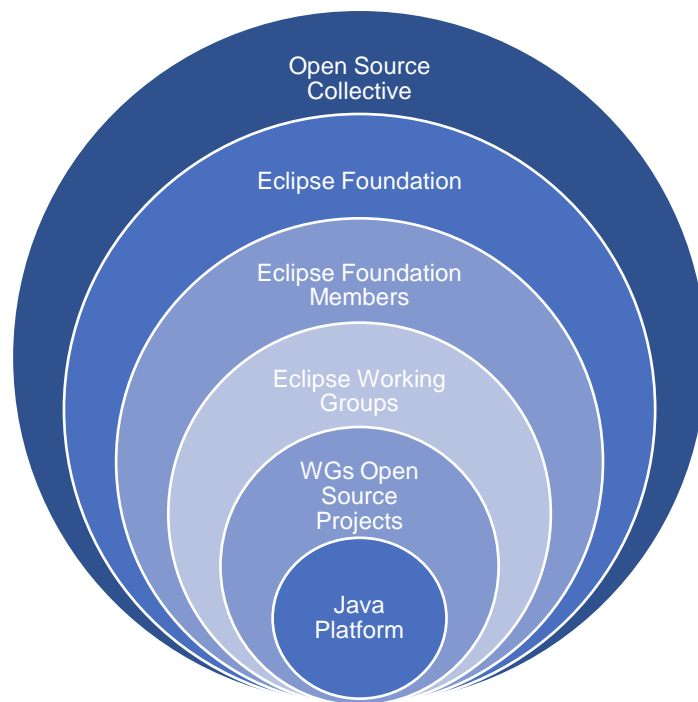 Open Source
Collective
Eclipse Foundation
Eclipse Foundation
Members
Eclipse Working
Groups
WGs Open
Source
Projects
Java
Platform